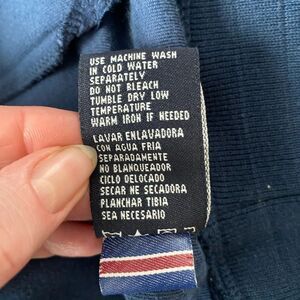 USE MACHINE WASH
IN COLD WATER
SEPARATELY
DO NOT BLEACH
TUMBLE DRY LOW
TEMPERATURE
WARM IRON IF NEEDED
LAVAR ENLAVADORA
CON AGUA FRIA
SEPARADAMENTE
NO BLANQUEADOR
CICLO DELOCADO
SECAR NE SECADORA
PLANCHAR TIBIA
SEA NECESARIO